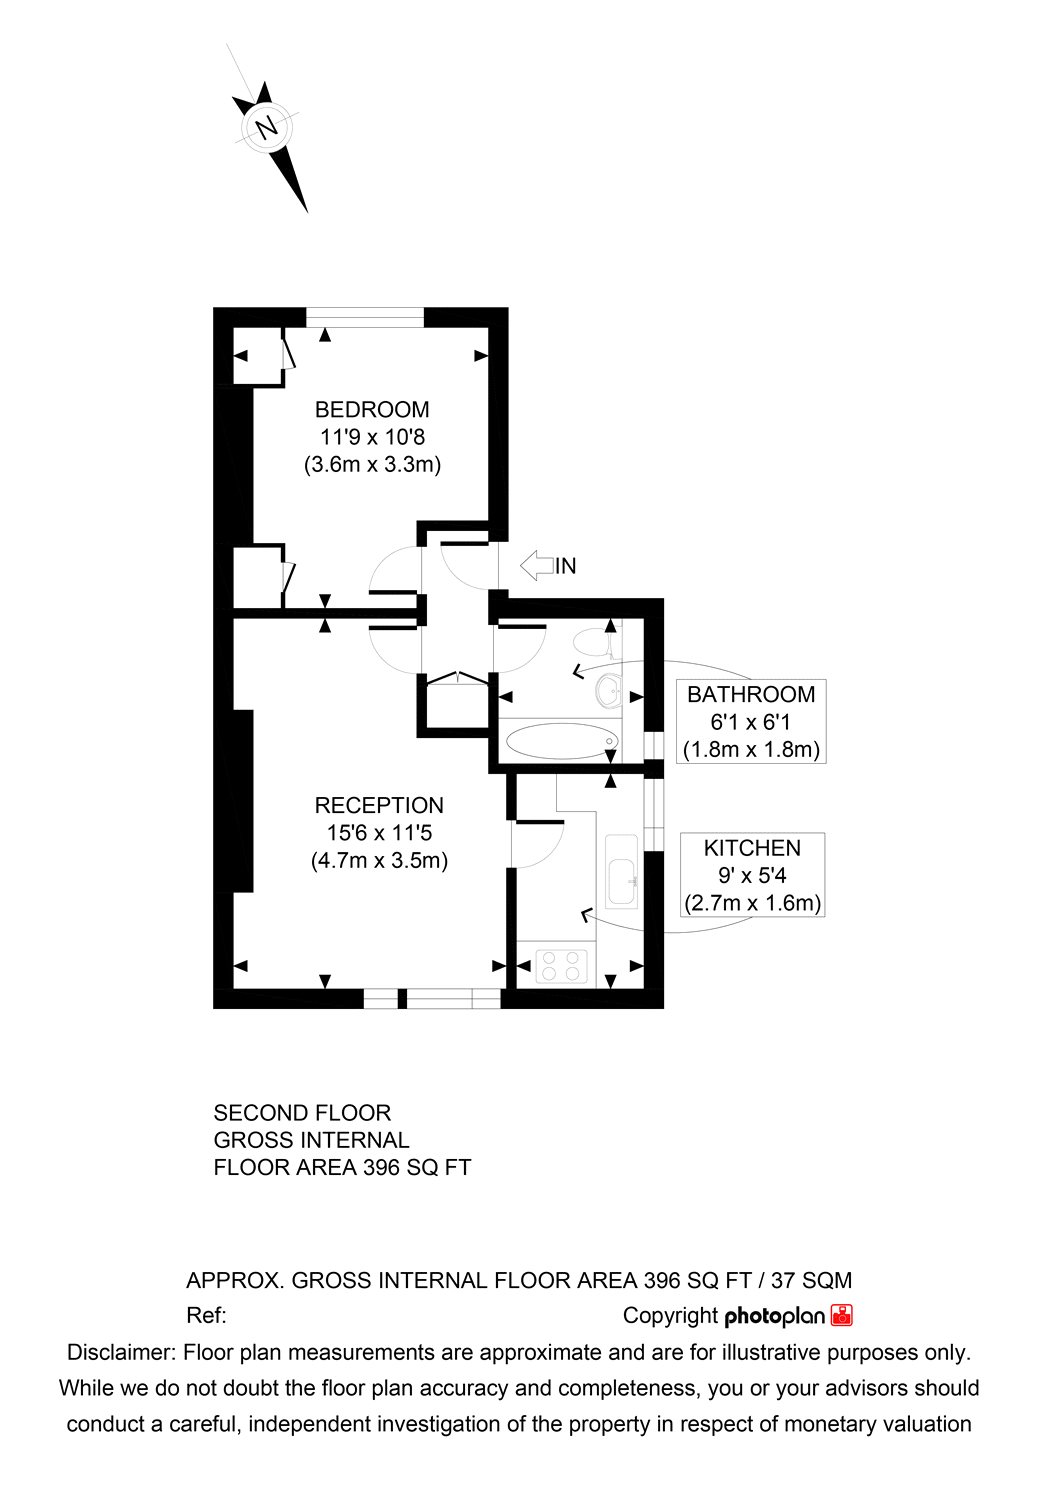 N
BEDROOM
11'9 x 10'8
(3.6m x 3.3m)
IN
BATHROOM
6'1 x 6'1
(1.8m x 1.8m)
RECEPTION
15'6 x 11'5
(4.7m x 3.5m)
KITCHEN
9' x 5'4
(2.7m x 1.6m)
SECOND FLOOR
GROSS INTERNAL
FLOOR AREA 396 SQ FT
APPROX. GROSS INTERNAL FLOOR AREA 396 SQ FT / 37 SQM
Ref:
Copyright photoplan
Disclaimer: Floor plan measurements are approximate and are for illustrative purposes only.
While we do not doubt the floor plan accuracy and completeness, you or your advisors should
conduct a careful, independent investigation of the property in respect of monetary valuation